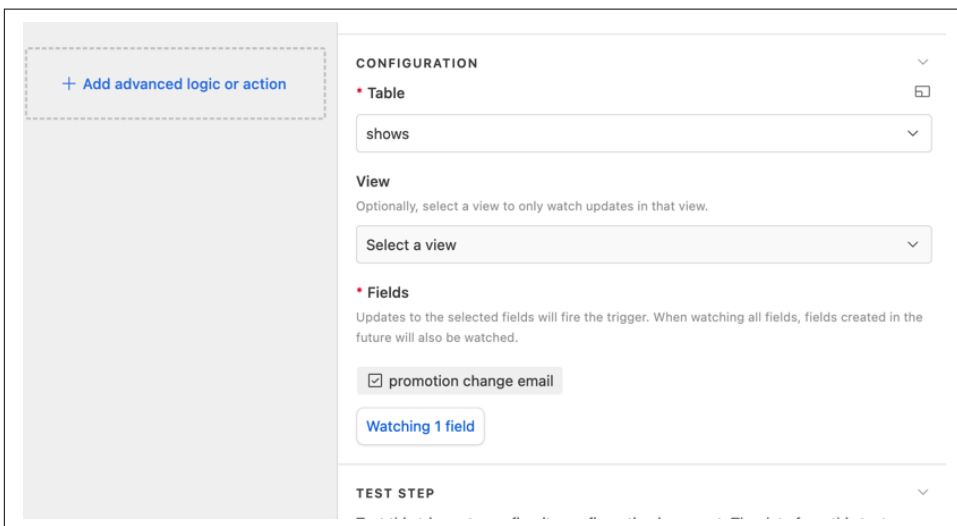 + Add advanced logic or action
CONFIGURATION
* Table
shows
View
Optionally, select a view to only watch updates in that view.
Select a view
* Fields
Updates to the selected fields will fire the trigger. When watching all fields, fields created in the
future will also be watched.
promotion change email
Watching 1 field
TEST STEP